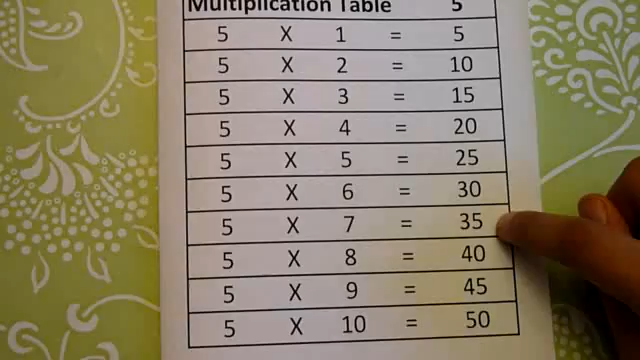 Multiplication Table 5
5 X 1 = 5
5 X 2 = 10
5 X 3 = 15
5 X 4 = 20
5 X 5 = 25
5 X 6 = 30
5 X 7 = 35
5 X 8 = 40
5 X 9 = 45
5 X 10 = 50